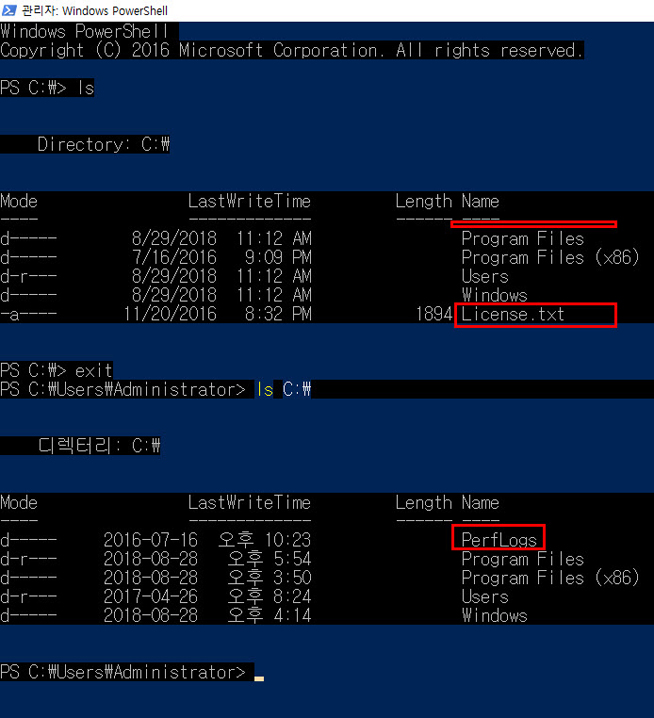 관리자: Windows PowerShell
Windows PowerShell
Copyright (C) 2016 Microsoft Corporation. All rights reserved.
PS C:₩> ls
Directory: C:₩
Mode LastWriteTime Length Name
---- ------------- ------ ----
d----- 8/29/2018 11:12 AM Program Files
d----- 7/16/2016 9:09 PM Program Files (x86)
d-r--- 8/29/2018 11:12 AM Users
d----- 8/29/2018 11:12 AM Windows
-a---- 11/20/2016 8:32 PM 1894 License.txt
PS C:₩> exit
PS C:₩Users₩Administrator> ls C:₩
디렉터리: C:₩
Mode LastWriteTime Length Name
---- ------------- ------ ----
d----- 2016-07-16 오후 10:23 PerfLogs
d-r--- 2018-08-28 오후 5:54 Program Files
d----- 2018-08-28 오후 3:50 Program Files (x86)
d-r--- 2017-04-26 오후 8:24 Users
d----- 2018-08-28 오후 4:14 Windows
PS C:₩Users₩Administrator>